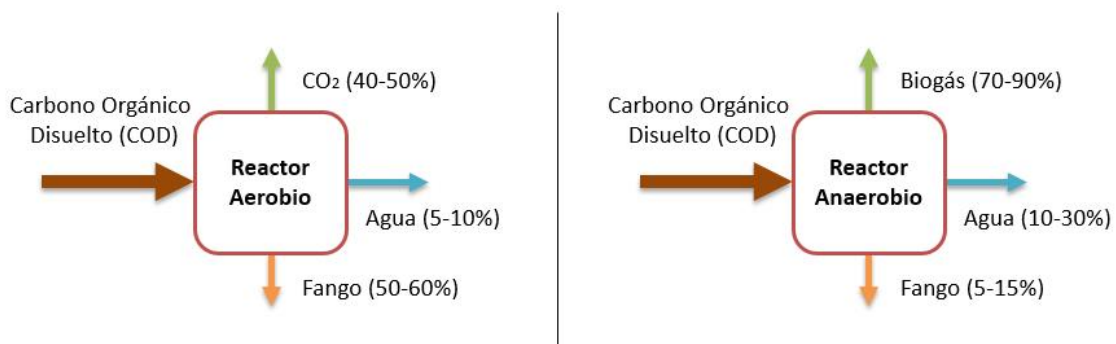 CO₂ (40-50%)
Carbono Orgánico
Disuelto (COD)
Reactor
Aerobio
Agua (5-10%)
Fango (50-60%)
Biogás (70-90%)
Carbono Orgánico
Disuelto (COD)
Reactor
Anaerobio
Agua (10-30%)
Fango (5-15%)